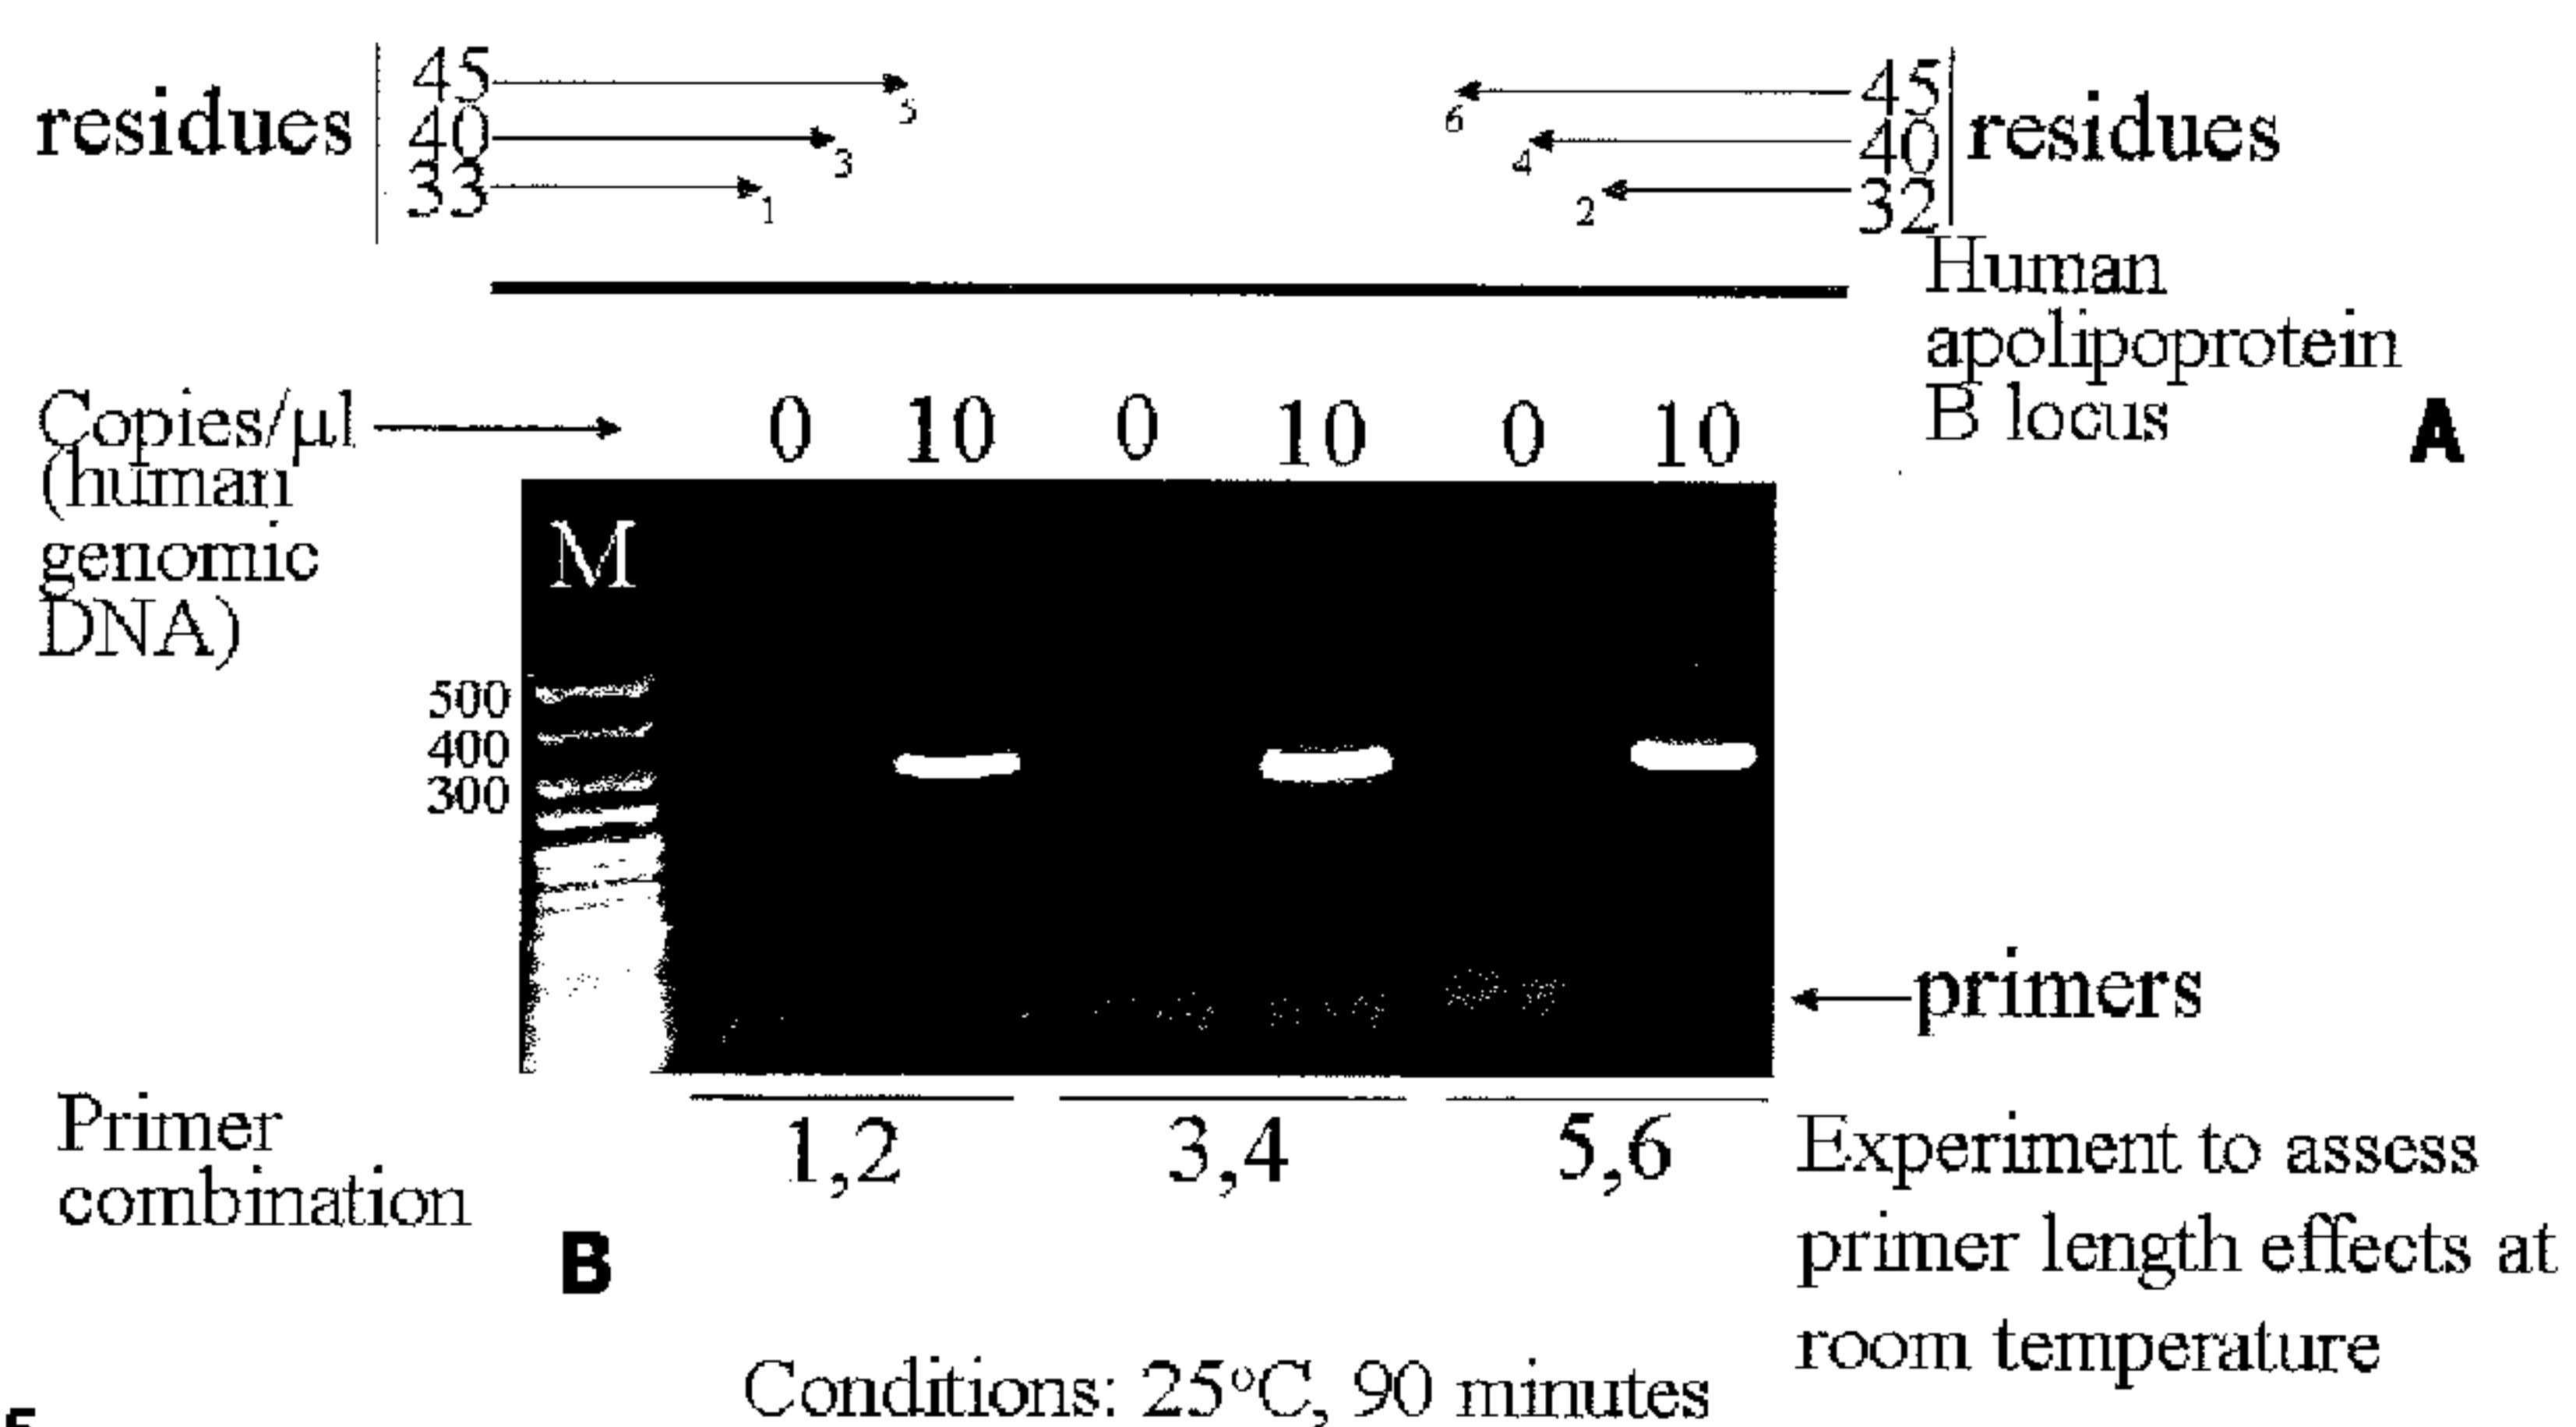 residues
45
40
33
5
3
1
6
4
2
45
40
32
residues
Human
apolipoprotein
B locus
A
Copies/µl
(human
genomic
DNA)
0 10 0 10 0 10
M
500
400
300
primers
Primer
combination
1,2 3,4 5,6
B
Experiment to assess
primer length effects at
room temperature
Conditions: 25°C, 90 minutes